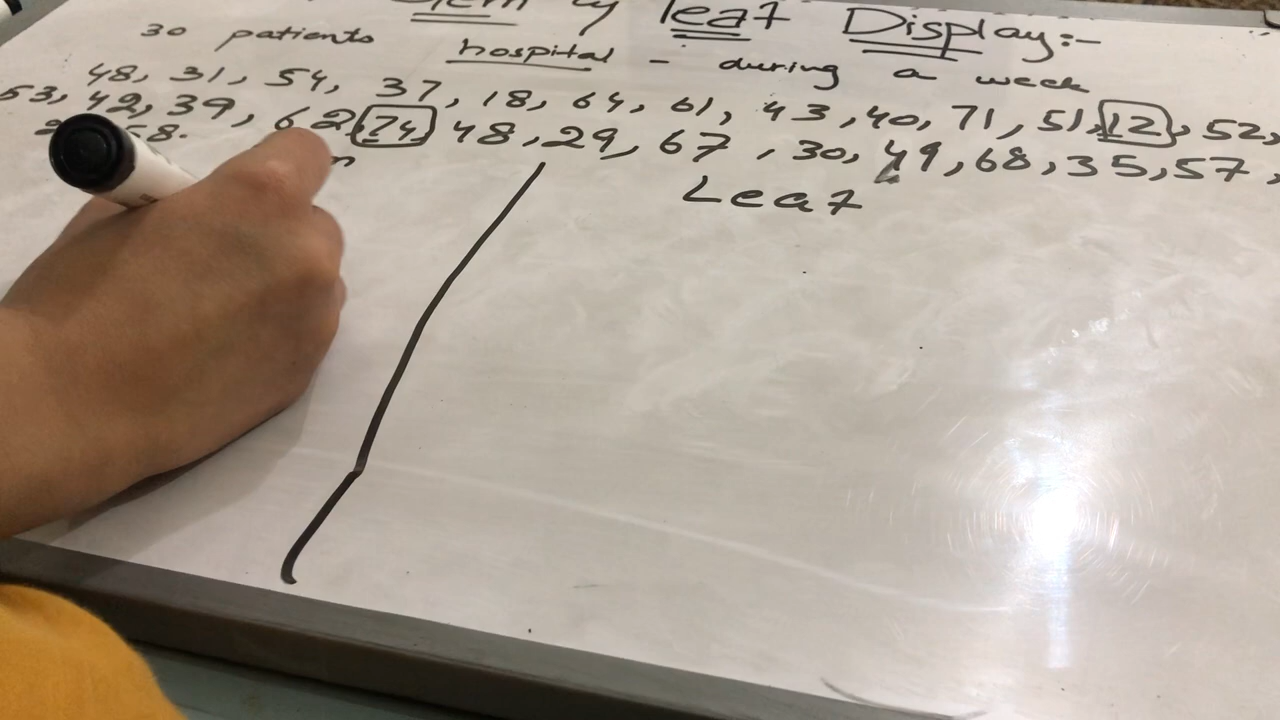 leaf Display:-
30 patients hospital - during a week
48, 31, 54, 37, 18, 64, 61, 43, 40, 71, 51, 12, 52,
53, 42, 39, 62, 74, 48, 29, 67, 30, 49, 68, 35, 57,
58.
Leaf